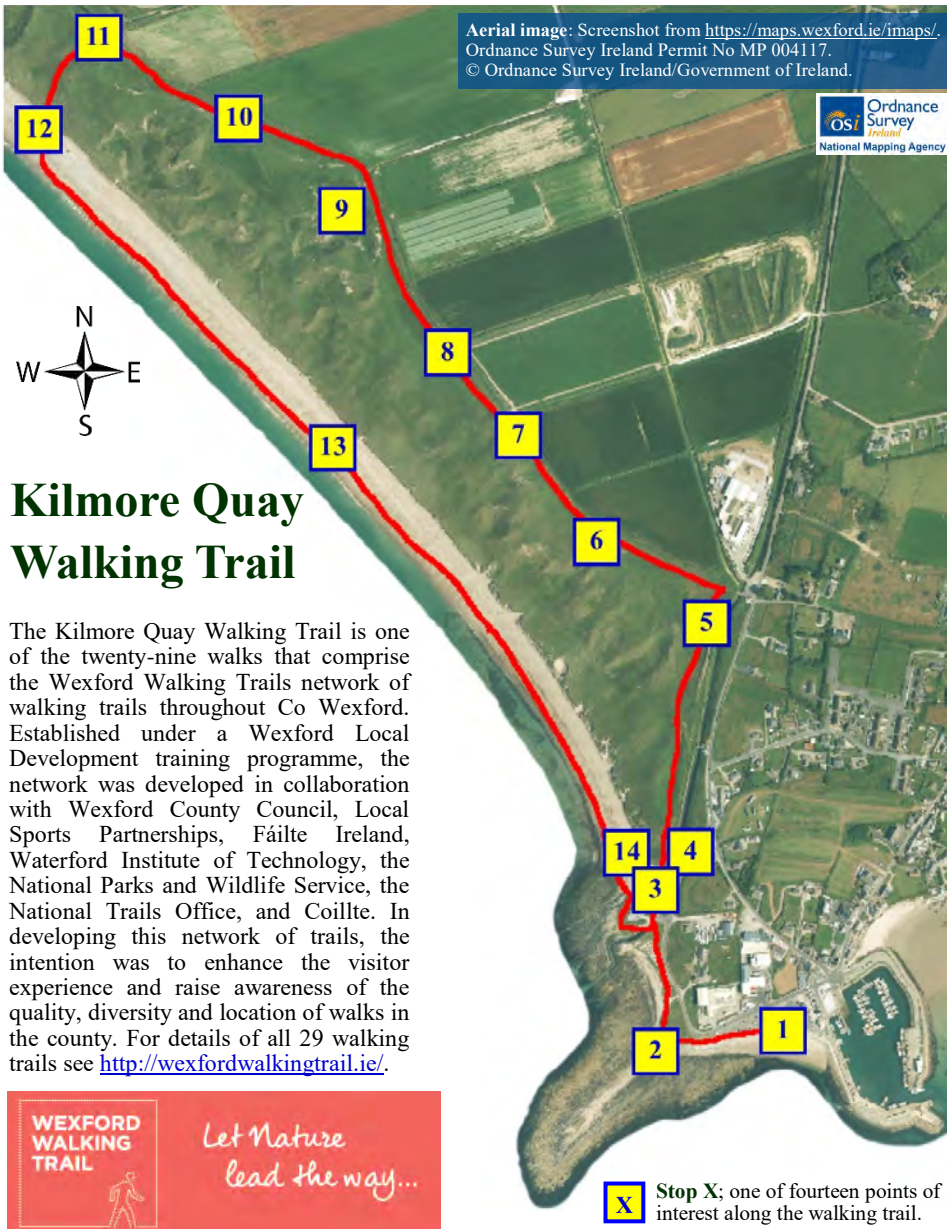 Aerial image: Screenshot from https://maps.wexford.ie/imaps/.
Ordnance Survey Ireland Permit No MP 004117.
© Ordnance Survey Ireland/Government of Ireland.
osi Ordnance
Survey
Ireland
National Mapping Agency
11
10
12
9
N
W E
S
8
7
13
6
5
Kilmore Quay
Walking Trail
The Kilmore Quay Walking Trail is one
of the twenty-nine walks that comprise
the Wexford Walking Trails network of
walking trails throughout Co Wexford.
Established under a Wexford Local
Development training programme, the
network was developed in collaboration
with Wexford County Council, Local
Sports Partnerships, Fáilte Ireland,
Waterford Institute of Technology, the
National Parks and Wildlife Service, the
National Trails Office, and Coillte. In
developing this network of trails, the
intention was to enhance the visitor
experience and raise awareness of the
quality, diversity and location of walks in
the county. For details of all 29 walking
trails see http://wexfordwalkingtrail.ie/.
14
4
3
2
1
WEXFORD
WALKING
TRAIL
Let Nature
lead the way...
X
Stop X; one of fourteen points of
interest along the walking trail.